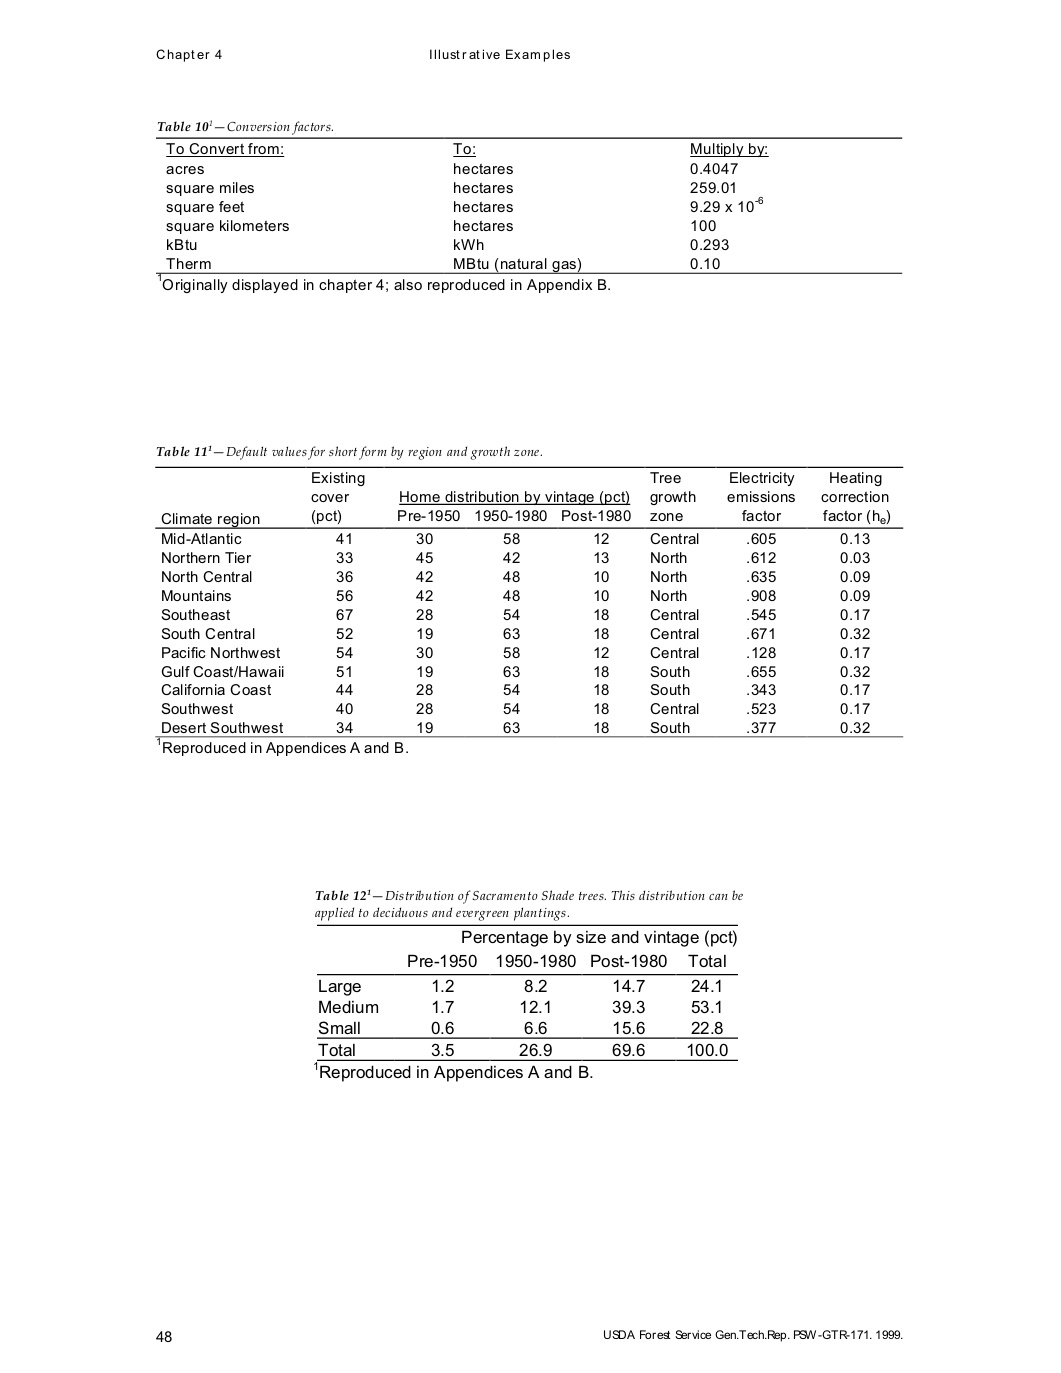 Chapter 4 Illustrative Examples
Table 10¹—Conversion factors.
To Convert from: To: Multiply by:
acres hectares 0.4047
square miles hectares 259.01
square feet hectares 9.29 x 10⁻⁶
square kilometers hectares 100
kBtu kWh 0.293
Therm MBtu (natural gas) 0.10
¹Originally displayed in chapter 4; also reproduced in Appendix B.
Table 11¹—Default values for short form by region and growth zone.
Existing Tree Electricity Heating
cover Home distribution by vintage (pct) growth emissions correction
Climate region (pct) Pre-1950 1950-1980 Post-1980 zone factor factor (hₑ)
Mid-Atlantic 41 30 58 12 Central .605 0.13
Northern Tier 33 45 42 13 North .612 0.03
North Central 36 42 48 10 North .635 0.09
Mountains 56 42 48 10 North .908 0.09
Southeast 67 28 54 18 Central .545 0.17
South Central 52 19 63 18 Central .671 0.32
Pacific Northwest 54 30 58 12 Central .128 0.17
Gulf Coast/Hawaii 51 19 63 18 South .655 0.32
California Coast 44 28 54 18 South .343 0.17
Southwest 40 28 54 18 Central .523 0.17
Desert Southwest 34 19 63 18 South .377 0.32
¹Reproduced in Appendices A and B.
Table 12¹—Distribution of Sacramento Shade trees. This distribution can be
applied to deciduous and evergreen plantings.
Percentage by size and vintage (pct)
Pre-1950 1950-1980 Post-1980 Total
Large 1.2 8.2 14.7 24.1
Medium 1.7 12.1 39.3 53.1
Small 0.6 6.6 15.6 22.8
Total 3.5 26.9 69.6 100.0
¹Reproduced in Appendices A and B.
48 USDA Forest Service Gen.Tech.Rep. PSW-GTR-171. 1999.